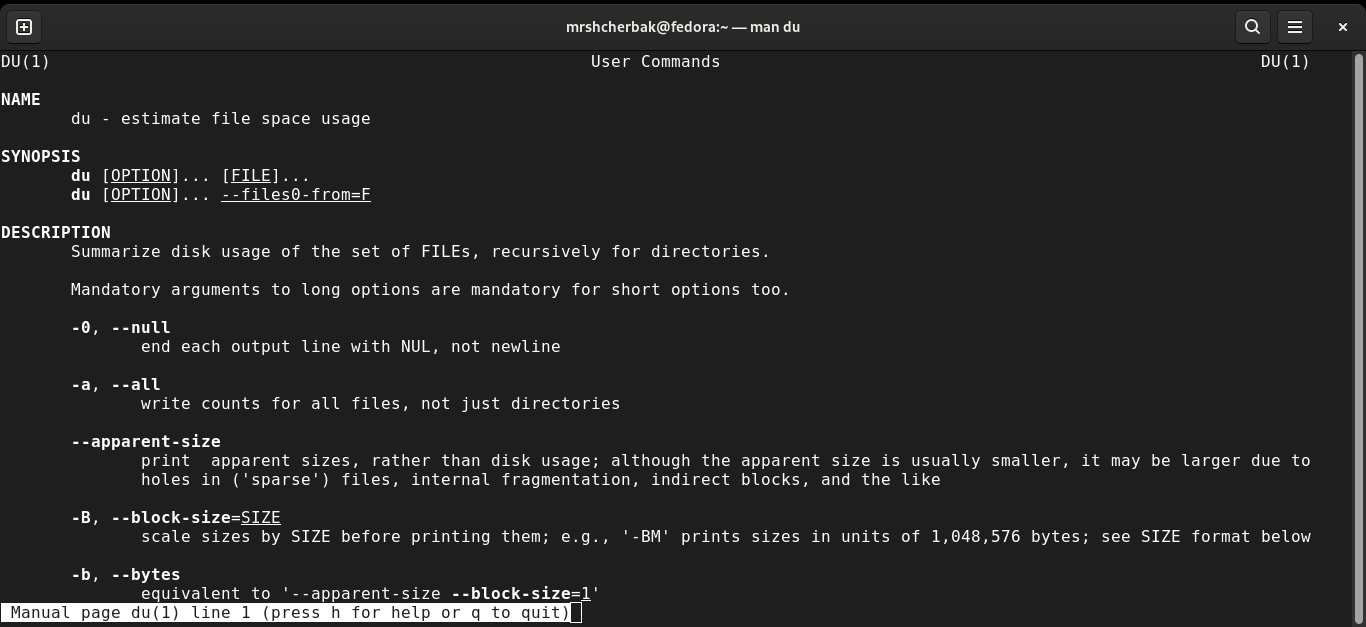 mrshcherbak@fedora:~ — man du
DU(1) User Commands DU(1)
NAME
du - estimate file space usage
SYNOPSIS
du [OPTION]... [FILE]...
du [OPTION]... --files0-from=F
DESCRIPTION
Summarize disk usage of the set of FILEs, recursively for directories.
Mandatory arguments to long options are mandatory for short options too.
-0, --null
end each output line with NUL, not newline
-a, --all
write counts for all files, not just directories
--apparent-size
print  apparent sizes, rather than disk usage; although the apparent size is usually smaller, it may be larger due to
holes in ('sparse') files, internal fragmentation, indirect blocks, and the like
-B, --block-size=SIZE
scale sizes by SIZE before printing them; e.g., '-BM' prints sizes in units of 1,048,576 bytes; see SIZE format below
-b, --bytes
equivalent to '--apparent-size --block-size=1'
Manual page du(1) line 1 (press h for help or q to quit)